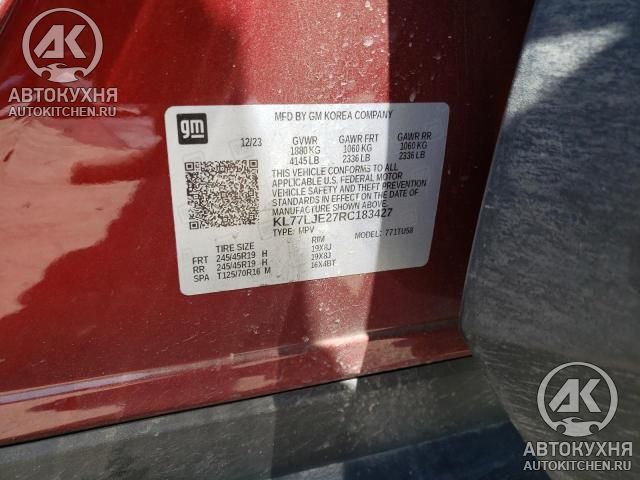 AK
АВТОКУХНЯ
AUTOKITCHEN.RU
gm
MFD BY GM KOREA COMPANY
12/23 GVWR GAWR FRT GAWR RR
1880 KG 1060 KG 1060 KG
4145 LB 2336 LB 2336 LB
THIS VEHICLE CONFORMS TO ALL
APPLICABLE U.S. FEDERAL MOTOR
VEHICLE SAFETY AND THEFT PREVENTION
STANDARDS IN EFFECT ON THE DATE OF
MANUFACTURE SHOWN ABOVE.
KL77LJE27RC183427
TYPE: MPV MODEL: 771TU58
TIRE SIZE RIM
FRT 245/45R19 H 19X8J
RR 245/45R19 H 19X8J
SPA T125/70R16 M 16X4BT
AK
АВТОКУХНЯ
AUTOKITCHEN.RU